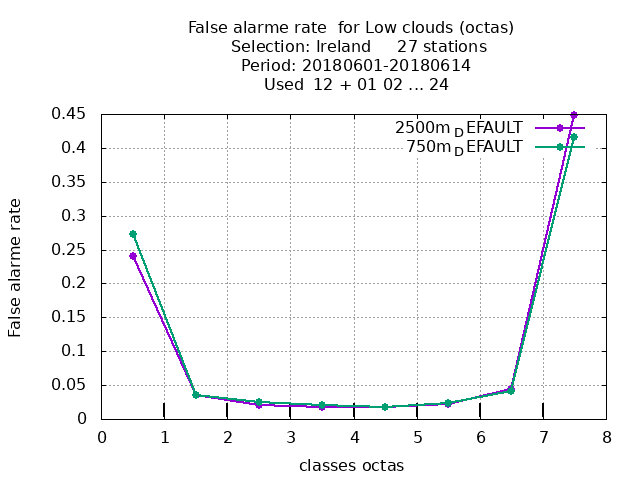 False alarme rate  for Low clouds (octas)
Selection: Ireland     27 stations
Period: 20180601-20180614
Used  12 + 01 02 ... 24
2500m_DEFAULT
750m_DEFAULT
False alarme rate
0.45
0.4
0.35
0.3
0.25
0.2
0.15
0.1
0.05
0
0 1 2 3 4 5 6 7 8
classes octas